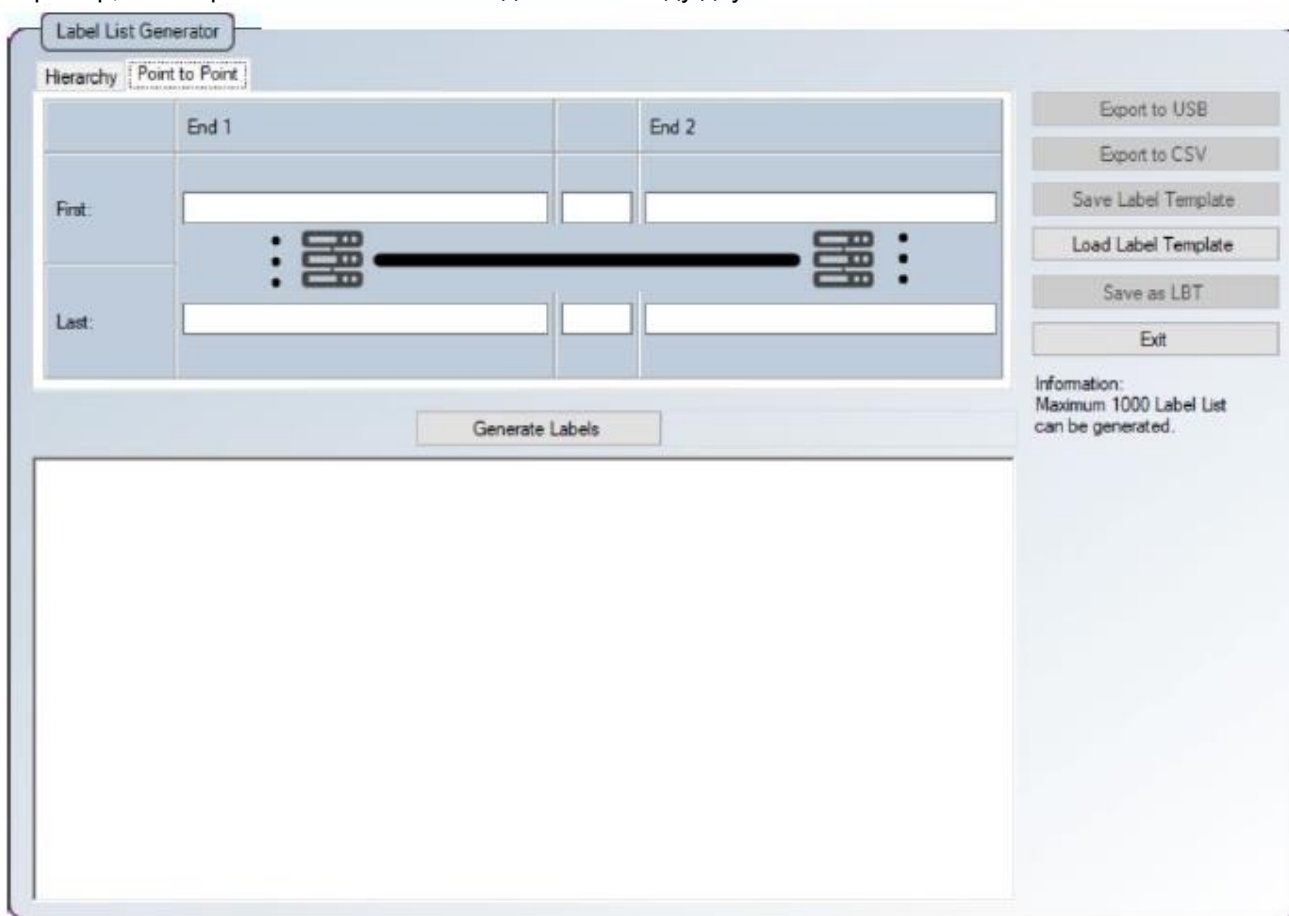 Label List Generator
Hierarchy Point to Point
End 1 End 2
First:
Last:
Generate Labels
Export to USB
Export to CSV
Save Label Template
Load Label Template
Save as LBT
Exit
Information:
Maximum 1000 Label List
can be generated.